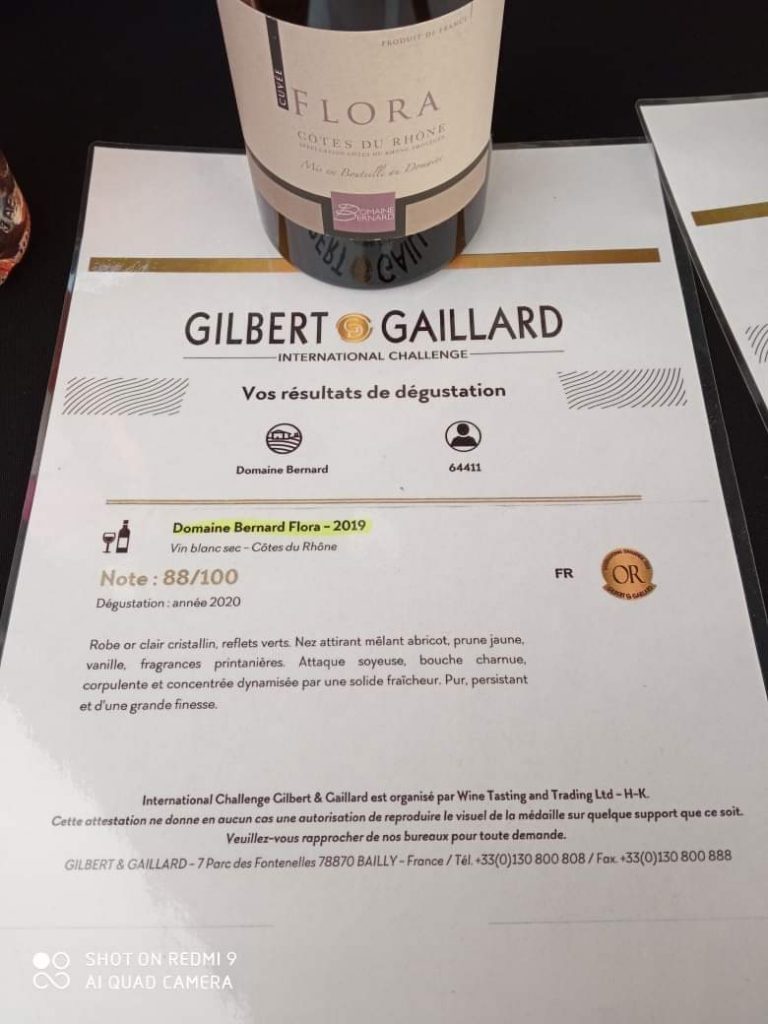 PRODUIT DE FRANCE
CUVÉE
FLORA
CÔTES DU RHÔNE
APPELLATION CÔTES DU RHÔNE PROTÉGÉE
Mis en Bouteille au Domaine
DOMAINE
BERNARD
GILBERT GAILLARD
INTERNATIONAL CHALLENGE
Vos résultats de dégustation
Domaine Bernard
64411
Domaine Bernard Flora – 2019
Vin blanc sec – Côtes du Rhône
Note : 88/100
FR
OR
GILBERT & GAILLARD
Dégustation : année 2020
Robe or clair cristallin, reflets verts. Nez attirant mêlant abricot, prune jaune,
vanille, fragrances printanières. Attaque soyeuse, bouche charnue,
corpulente et concentrée dynamisée par une solide fraîcheur. Pur, persistant
et d'une grande finesse.
International Challenge Gilbert & Gaillard est organisé par Wine Tasting and Trading Ltd – H-K.
Cette attestation ne donne en aucun cas une autorisation de reproduire le visuel de la médaille sur quelque support que ce soit.
Veuillez-vous rapprocher de nos bureaux pour toute demande.
GILBERT & GAILLARD – 7 Parc des Fontenelles 78870 BAILLY – France / Tél. +33(0)130 800 808 / Fax. +33(0)130 800 888
SHOT ON REDMI 9
AI QUAD CAMERA